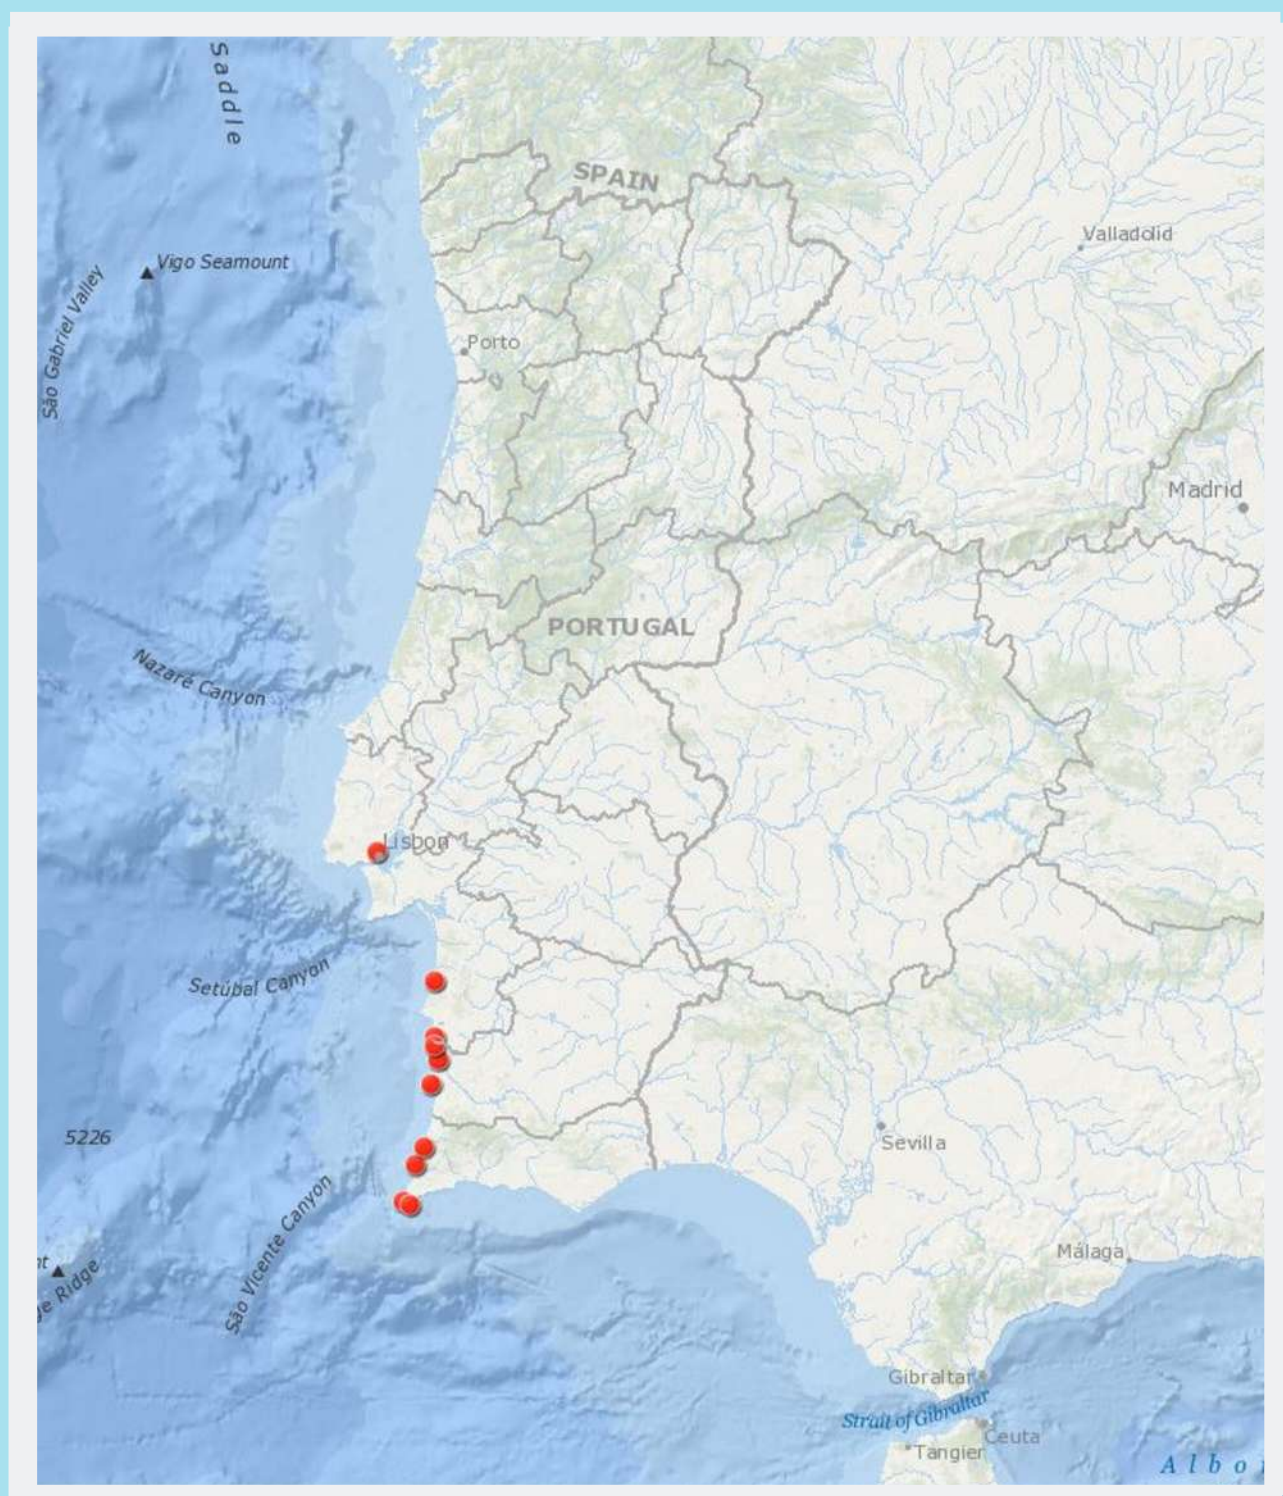 Saddle
SPAIN
Valladolid
Vigo Seamount
São Gabriel Valley
Porto
Madrid
PORTUGAL
Nazaré Canyon
Lisbon
Setúbal Canyon
5226
Sevilla
São Vicente Canyon
Málaga
Ridge
Gibraltar
Strait of Gibraltar
Ceuta
Tangier